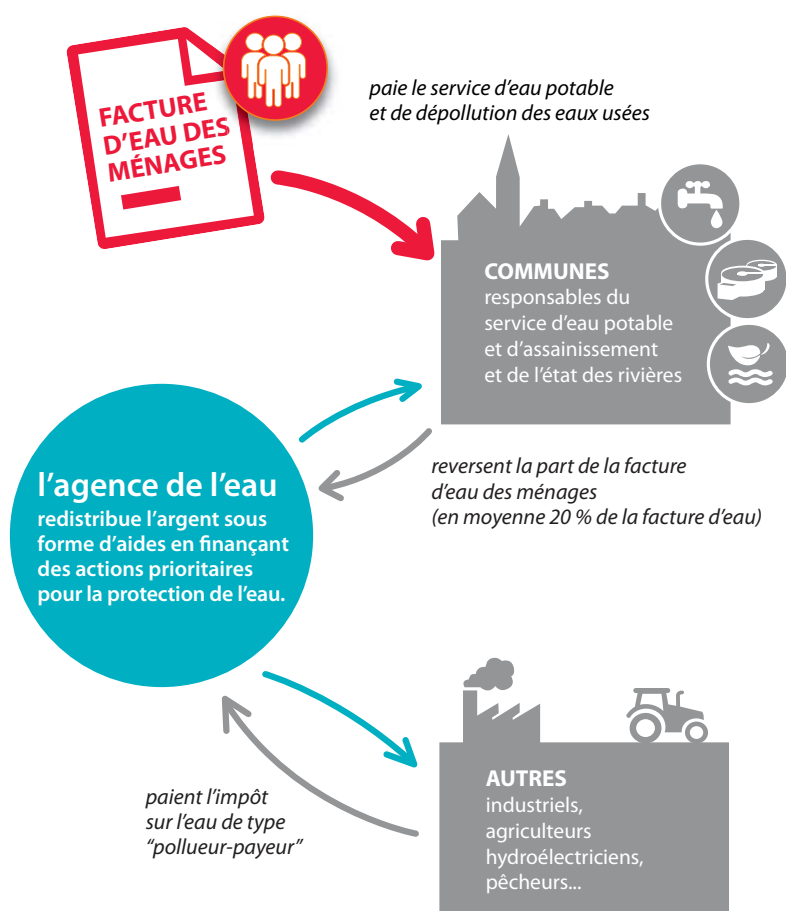 FACTURE
D'EAU DES
MÉNAGES
paie le service d'eau potable
et de dépollution des eaux usées
COMMUNES
responsables du
service d'eau potable
et d'assainissement
et de l'état des rivières
reversent la part de la facture
d'eau des ménages
(en moyenne 20 % de la facture d'eau)
l'agence de l'eau
redistribue l'argent sous
forme d'aides en finançant
des actions prioritaires
pour la protection de l'eau.
paient l'impôt
sur l'eau de type
“pollueur-payeur”
AUTRES
industriels,
agriculteurs
hydroélectriciens,
pêcheurs...